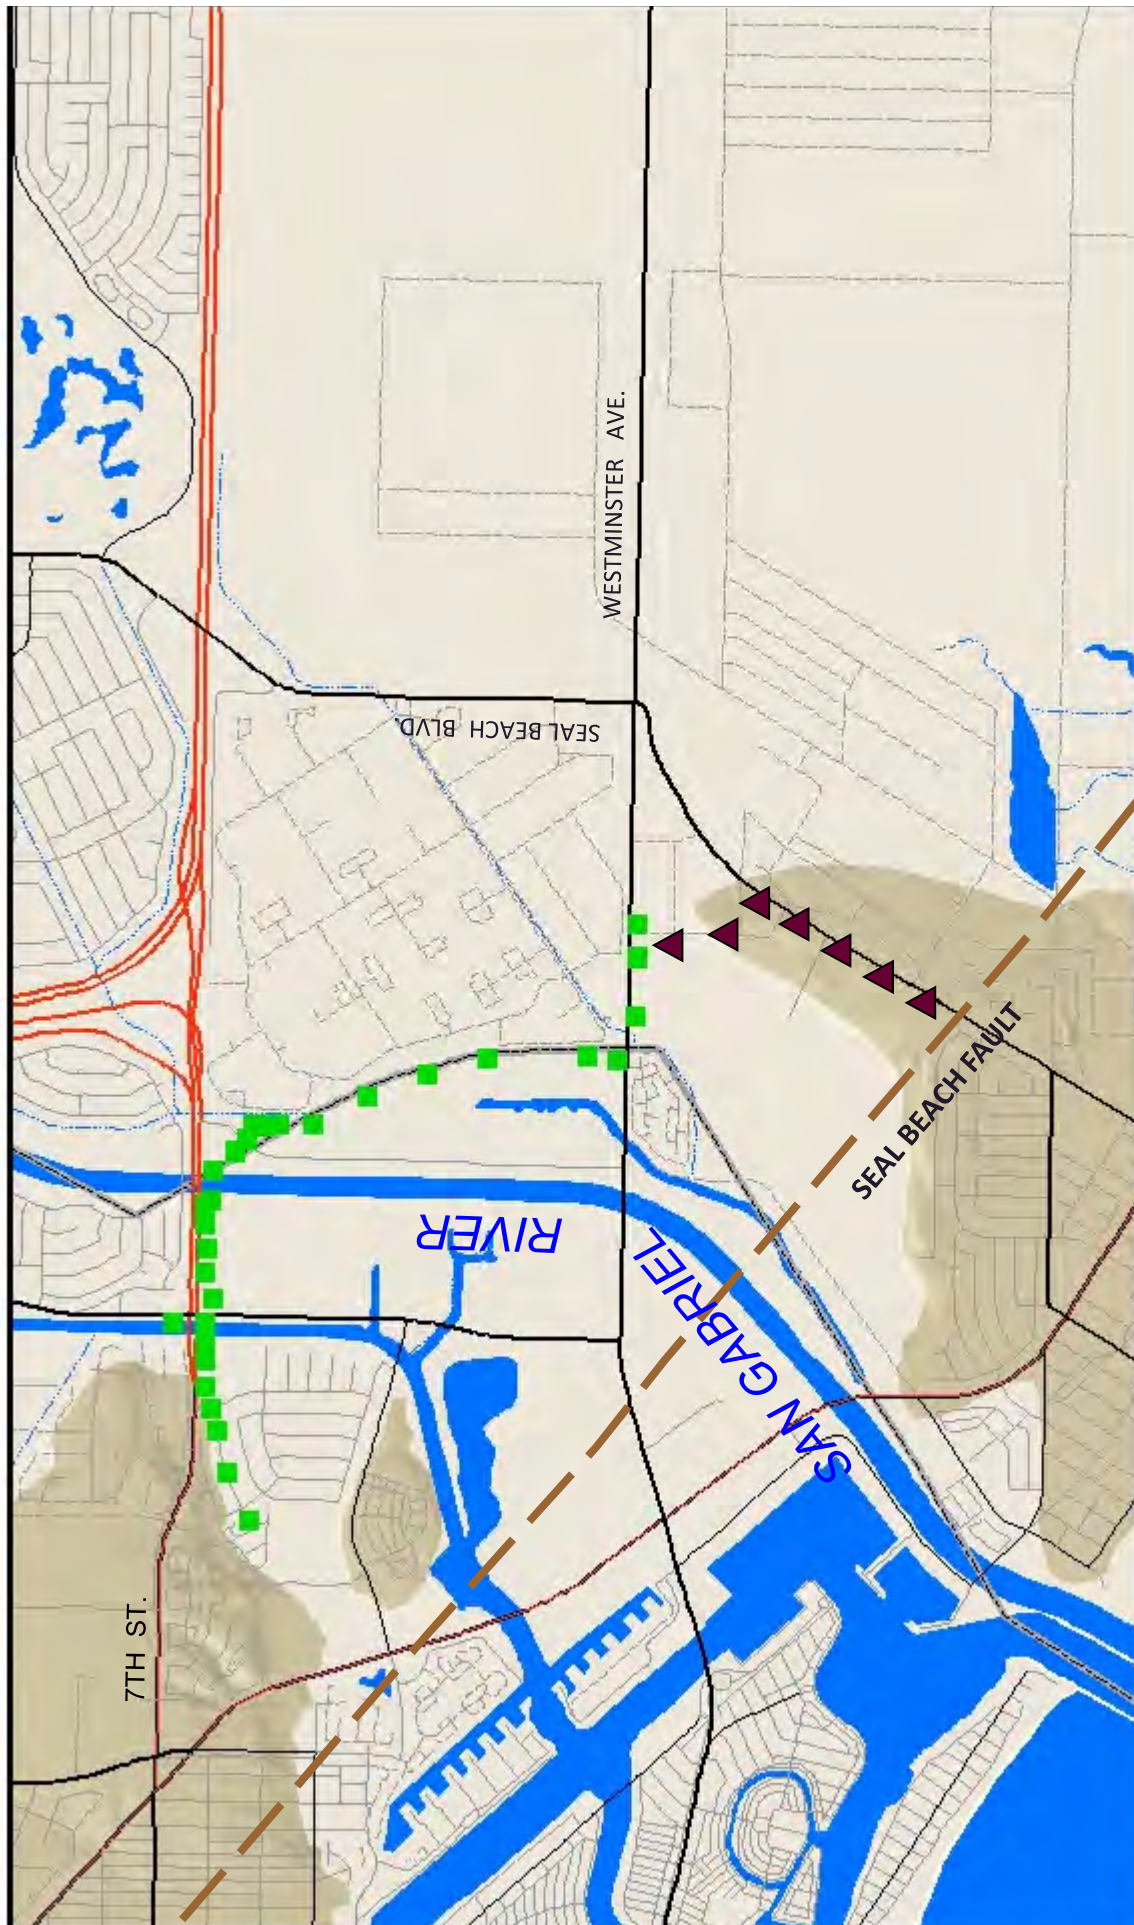 WESTMINSTER AVE.
SEAL BEACH BLVD
SEAL BEACH FAULT
RIVER
SAN GABRIEL
7TH ST.